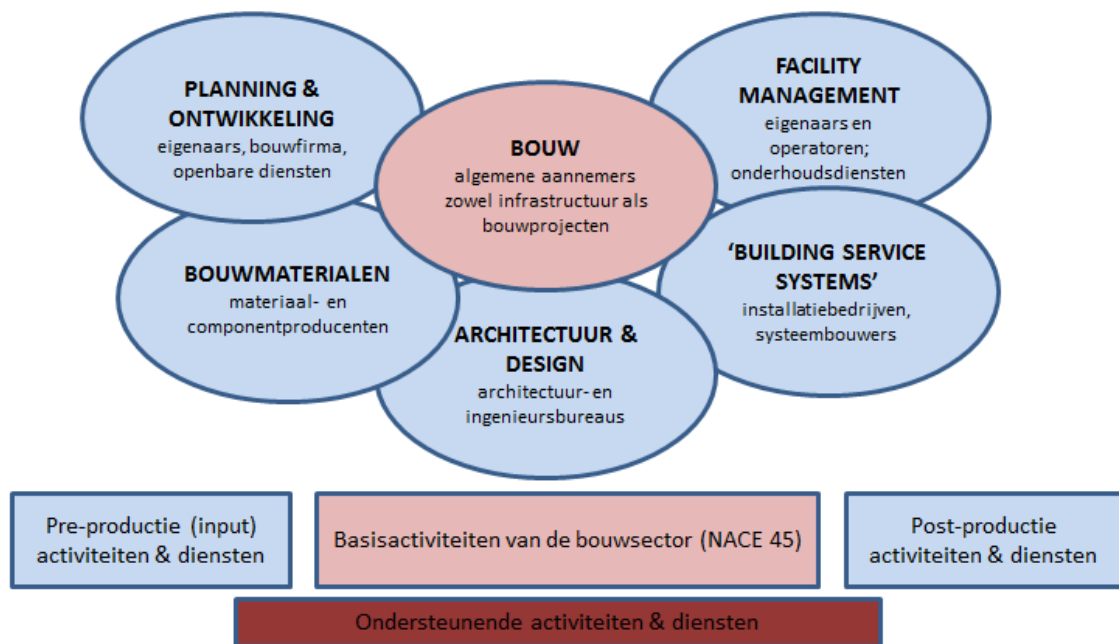 PLANNING &
ONTWIKKELING
eigenaars, bouwfirma,
openbare diensten
FACILITY
MANAGEMENT
eigenaars en
operatoren;
onderhoudsdiensten
BOUW
algemene aannemers
zowel infrastructuur als
bouwprojecten
BOUWMATERIALEN
materiaal- en
componentproducenten
'BUILDING SERVICE
SYSTEMS'
installatiebedrijven,
systeembouwers
ARCHITECTUUR &
DESIGN
architectuur- en
ingenieursbureaus
Pre-productie (input)
activiteiten & diensten
Basisactiviteiten van de bouwsector (NACE 45)
Post-productie
activiteiten & diensten
Ondersteunende activiteiten & diensten